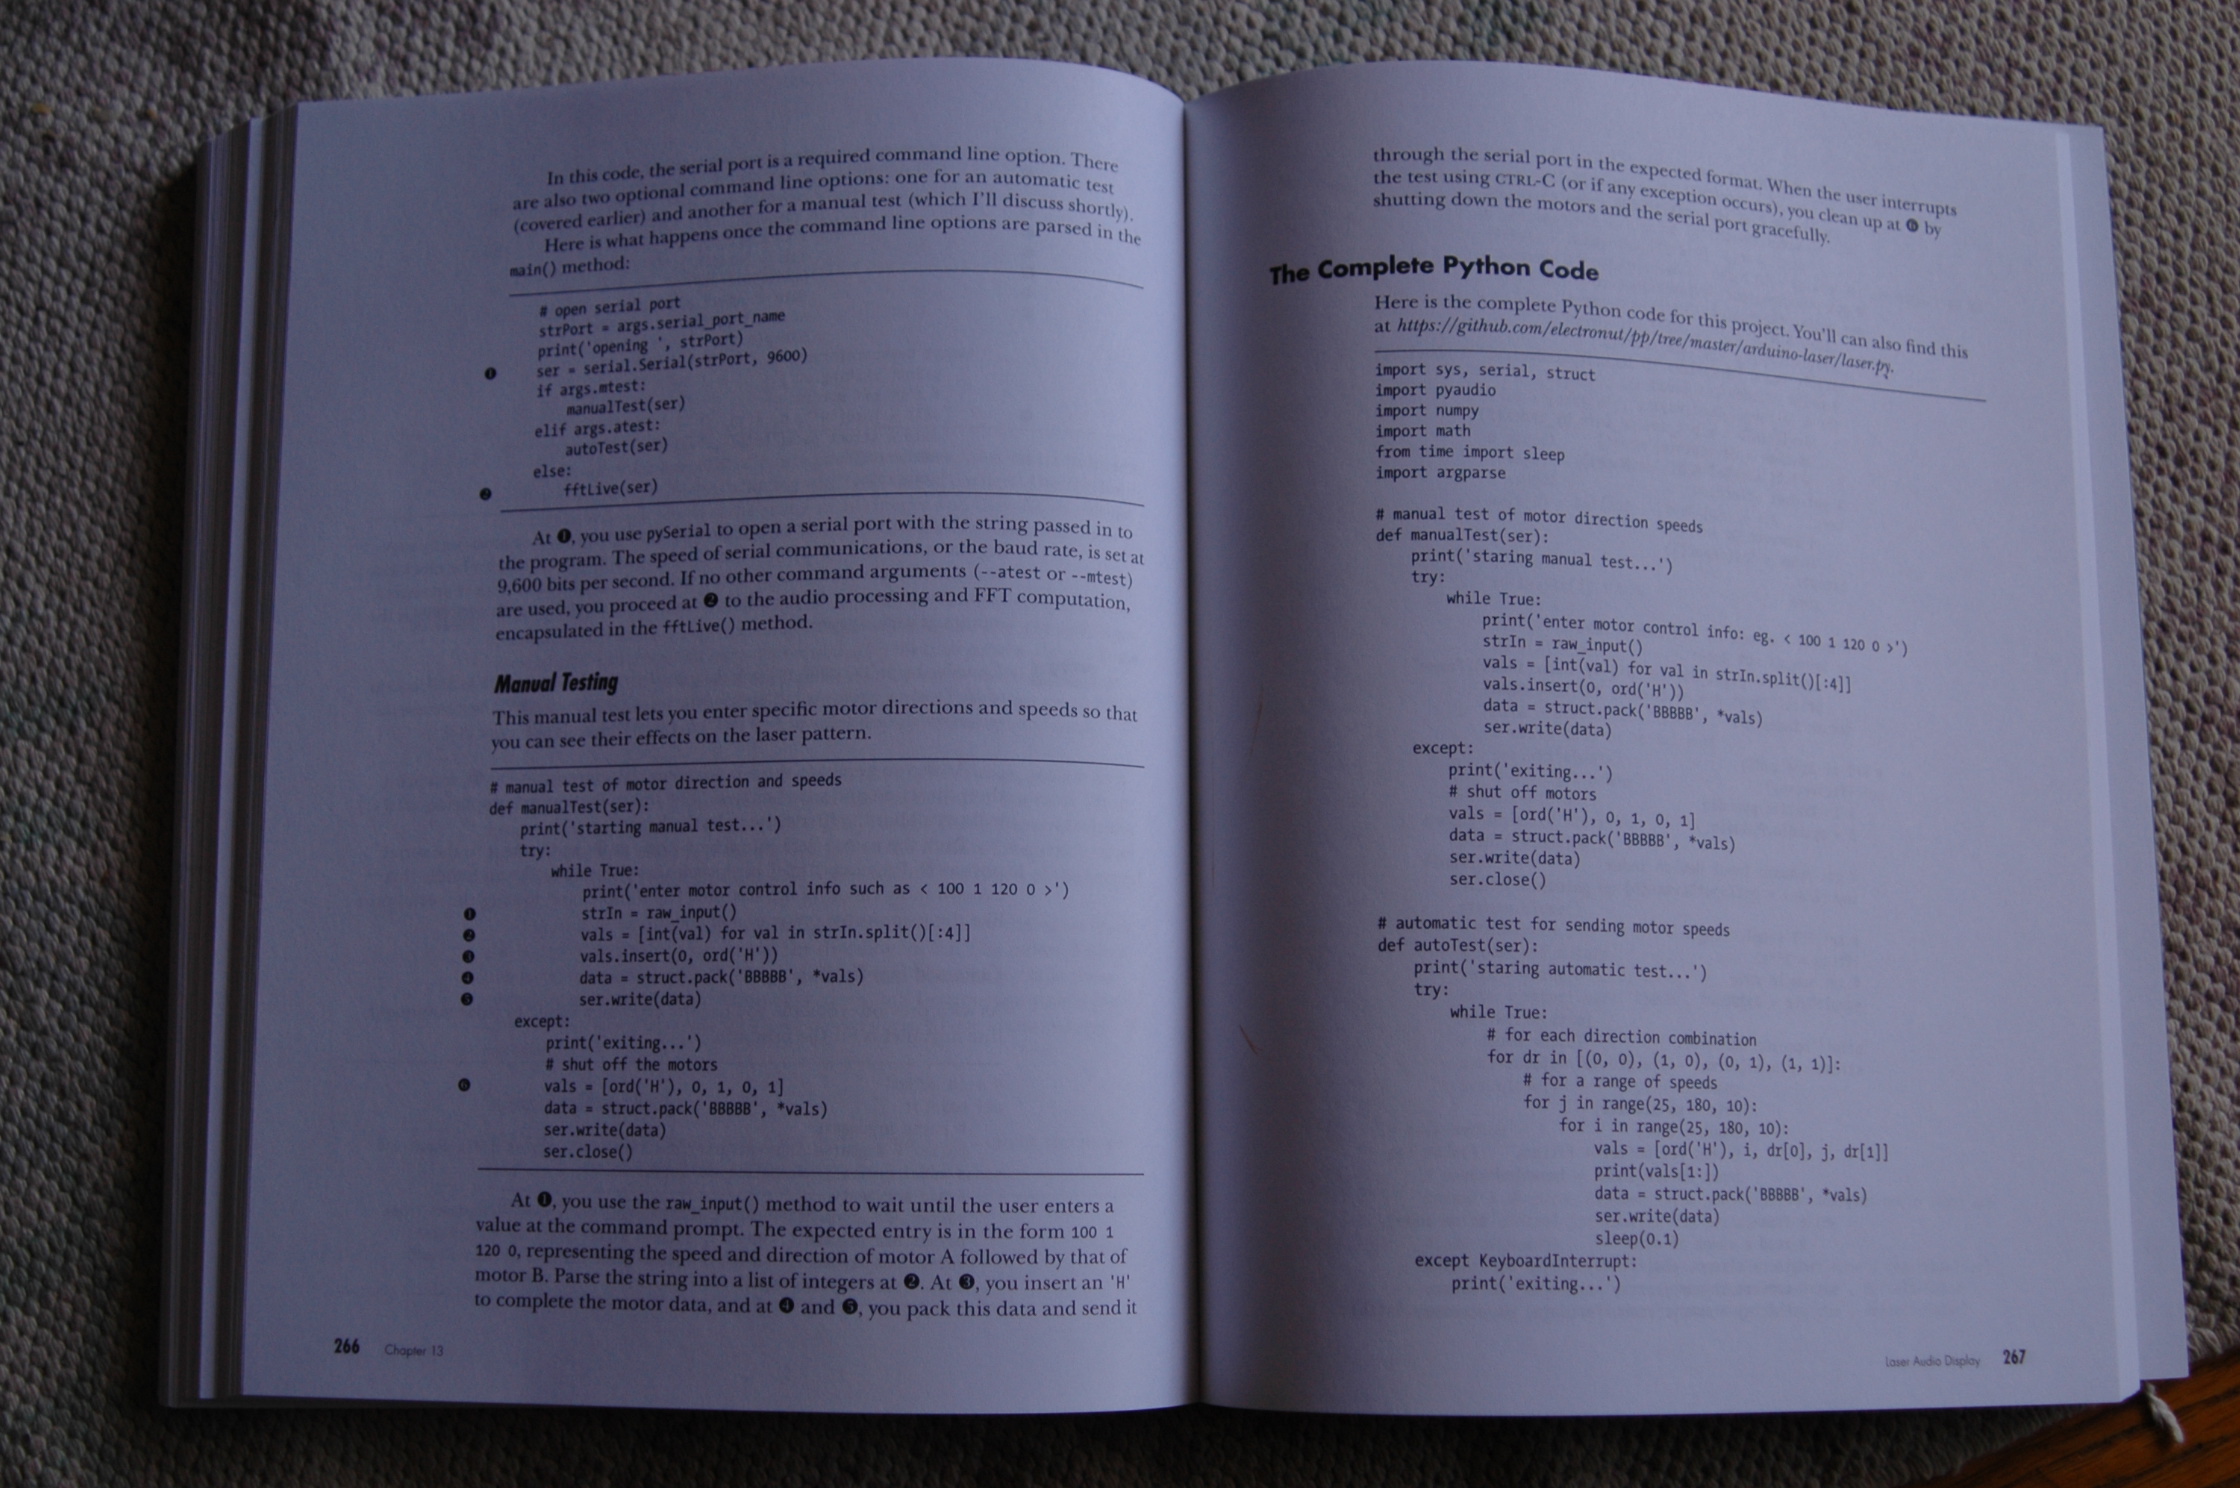 In this code, the serial port is a required command line option. There
are also two optional command line options: one for an automatic test
(covered earlier) and another for a manual test (which I'll discuss shortly).
Here is what happens once the command line options are parsed in the
main() method:
# open serial port
strPort = args.serial_port_name
print('opening ', strPort)
❶ ser = serial.Serial(strPort, 9600)
if args.mtest:
manualTest(ser)
elif args.atest:
autoTest(ser)
else:
❷ fftLive(ser)
At ❶, you use pySerial to open a serial port with the string passed in to
the program. The speed of serial communications, or the baud rate, is set at
9,600 bits per second. If no other command arguments (--atest or --mtest)
are used, you proceed at ❷ to the audio processing and FFT computation,
encapsulated in the fftLive() method.
Manual Testing
This manual test lets you enter specific motor directions and speeds so that
you can see their effects on the laser pattern.
# manual test of motor direction and speeds
def manualTest(ser):
print('starting manual test...')
try:
while True:
print('enter motor control info such as < 100 1 120 0 >')
❶ strIn = raw_input()
❷ vals = [int(val) for val in strIn.split()[:4]]
❸ vals.insert(0, ord('H'))
❹ data = struct.pack('BBBBB', *vals)
❺ ser.write(data)
except:
print('exiting...')
# shut off the motors
❻ vals = [ord('H'), 0, 1, 0, 1]
data = struct.pack('BBBBB', *vals)
ser.write(data)
ser.close()
At ❶, you use the raw_input() method to wait until the user enters a
value at the command prompt. The expected entry is in the form 100 1
120 0, representing the speed and direction of motor A followed by that of
motor B. Parse the string into a list of integers at ❷. At ❸, you insert an 'H'
to complete the motor data, and at ❹ and ❺, you pack this data and send it
266 Chapter 13
through the serial port in the expected format. When the user interrupts
the test using CTRL-C (or if any exception occurs), you clean up at ❻ by
shutting down the motors and the serial port gracefully.
The Complete Python Code
Here is the complete Python code for this project. You'll can also find this
at https://github.com/electronut/pp/tree/master/arduino-laser/laser.py.
import sys, serial, struct
import pyaudio
import numpy
import math
from time import sleep
import argparse
# manual test of motor direction speeds
def manualTest(ser):
print('staring manual test...')
try:
while True:
print('enter motor control info: eg. < 100 1 120 0 >')
strIn = raw_input()
vals = [int(val) for val in strIn.split()[:4]]
vals.insert(0, ord('H'))
data = struct.pack('BBBBB', *vals)
ser.write(data)
except:
print('exiting...')
# shut off motors
vals = [ord('H'), 0, 1, 0, 1]
data = struct.pack('BBBBB', *vals)
ser.write(data)
ser.close()
# automatic test for sending motor speeds
def autoTest(ser):
print('staring automatic test...')
try:
while True:
# for each direction combination
for dr in [(0, 0), (1, 0), (0, 1), (1, 1)]:
# for a range of speeds
for j in range(25, 180, 10):
for i in range(25, 180, 10):
vals = [ord('H'), i, dr[0], j, dr[1]]
print(vals[1:])
data = struct.pack('BBBBB', *vals)
ser.write(data)
sleep(0.1)
except KeyboardInterrupt:
print('exiting...')
Laser Audio Display 267